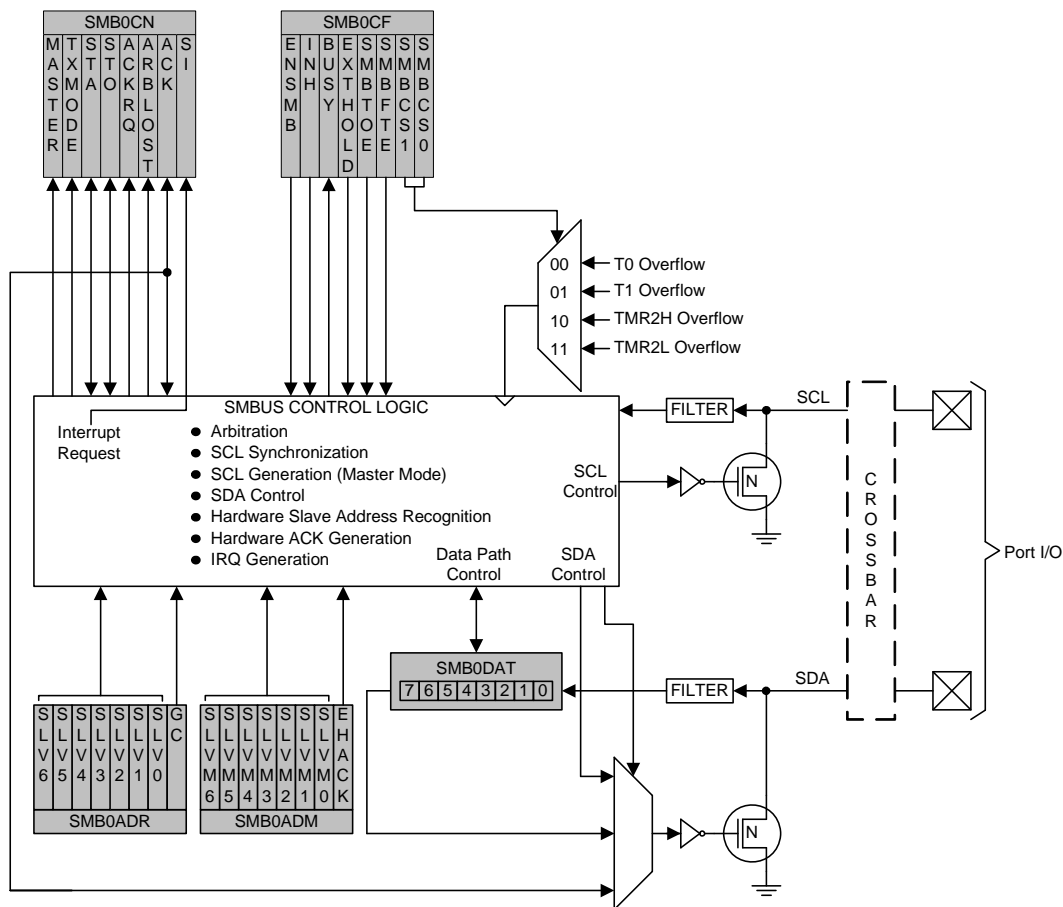 SMB0CN
MASTER
TXMODE
STA
STO
ACKRQ
ARBLOST
ACK
SI
SMB0CF
ENSMB
INH
BUSY
EXTHOLD
SMBTOE
SMBFTE
SMBCS1
SMBCS0
00
T0 Overflow
01
T1 Overflow
10
TMR2H Overflow
11
TMR2L Overflow
SMBUS CONTROL LOGIC
Interrupt
Request
● Arbitration
● SCL Synchronization
● SCL Generation (Master Mode)
● SDA Control
● Hardware Slave Address Recognition
● Hardware ACK Generation
● IRQ Generation
Data Path
Control
SDA
Control
SCL
Control
FILTER
SCL
N
CROSSBAR
Port I/O
SMB0DAT
7 6 5 4 3 2 1 0
FILTER
SDA
N
SLV6
SLV5
SLV4
SLV3
SLV2
SLV1
SLV0
GC
SMB0ADR
SLVM6
SLVM5
SLVM4
SLVM3
SLVM2
SLVM1
SLVM0
EHACK
SMB0ADM